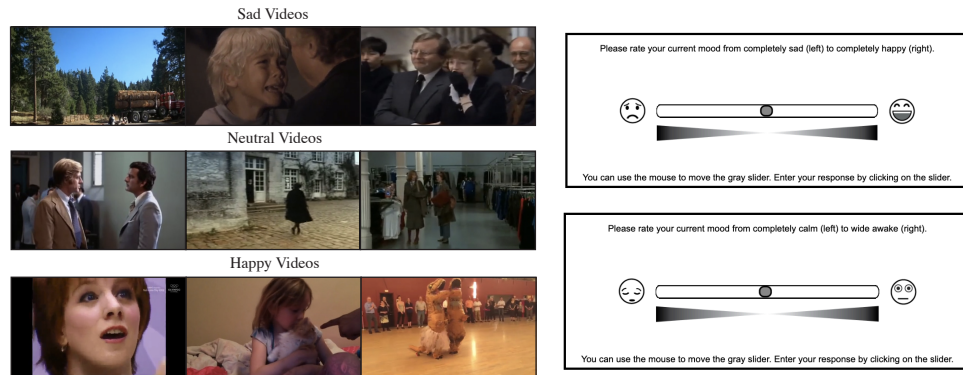 Sad Videos
Neutral Videos
Happy Videos
Please rate your current mood from completely sad (left) to completely happy (right).
You can use the mouse to move the gray slider. Enter your response by clicking on the slider.
Please rate your current mood from completely calm (left) to wide awake (right).
You can use the mouse to move the gray slider. Enter your response by clicking on the slider.